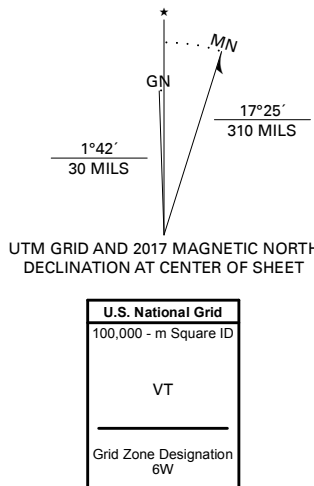 MN
GN
17°25´
310 MILS
1°42´
30 MILS
UTM GRID AND 2017 MAGNETIC NORTH
DECLINATION AT CENTER OF SHEET
U.S. National Grid
100,000 - m Square ID
VT
Grid Zone Designation
6W